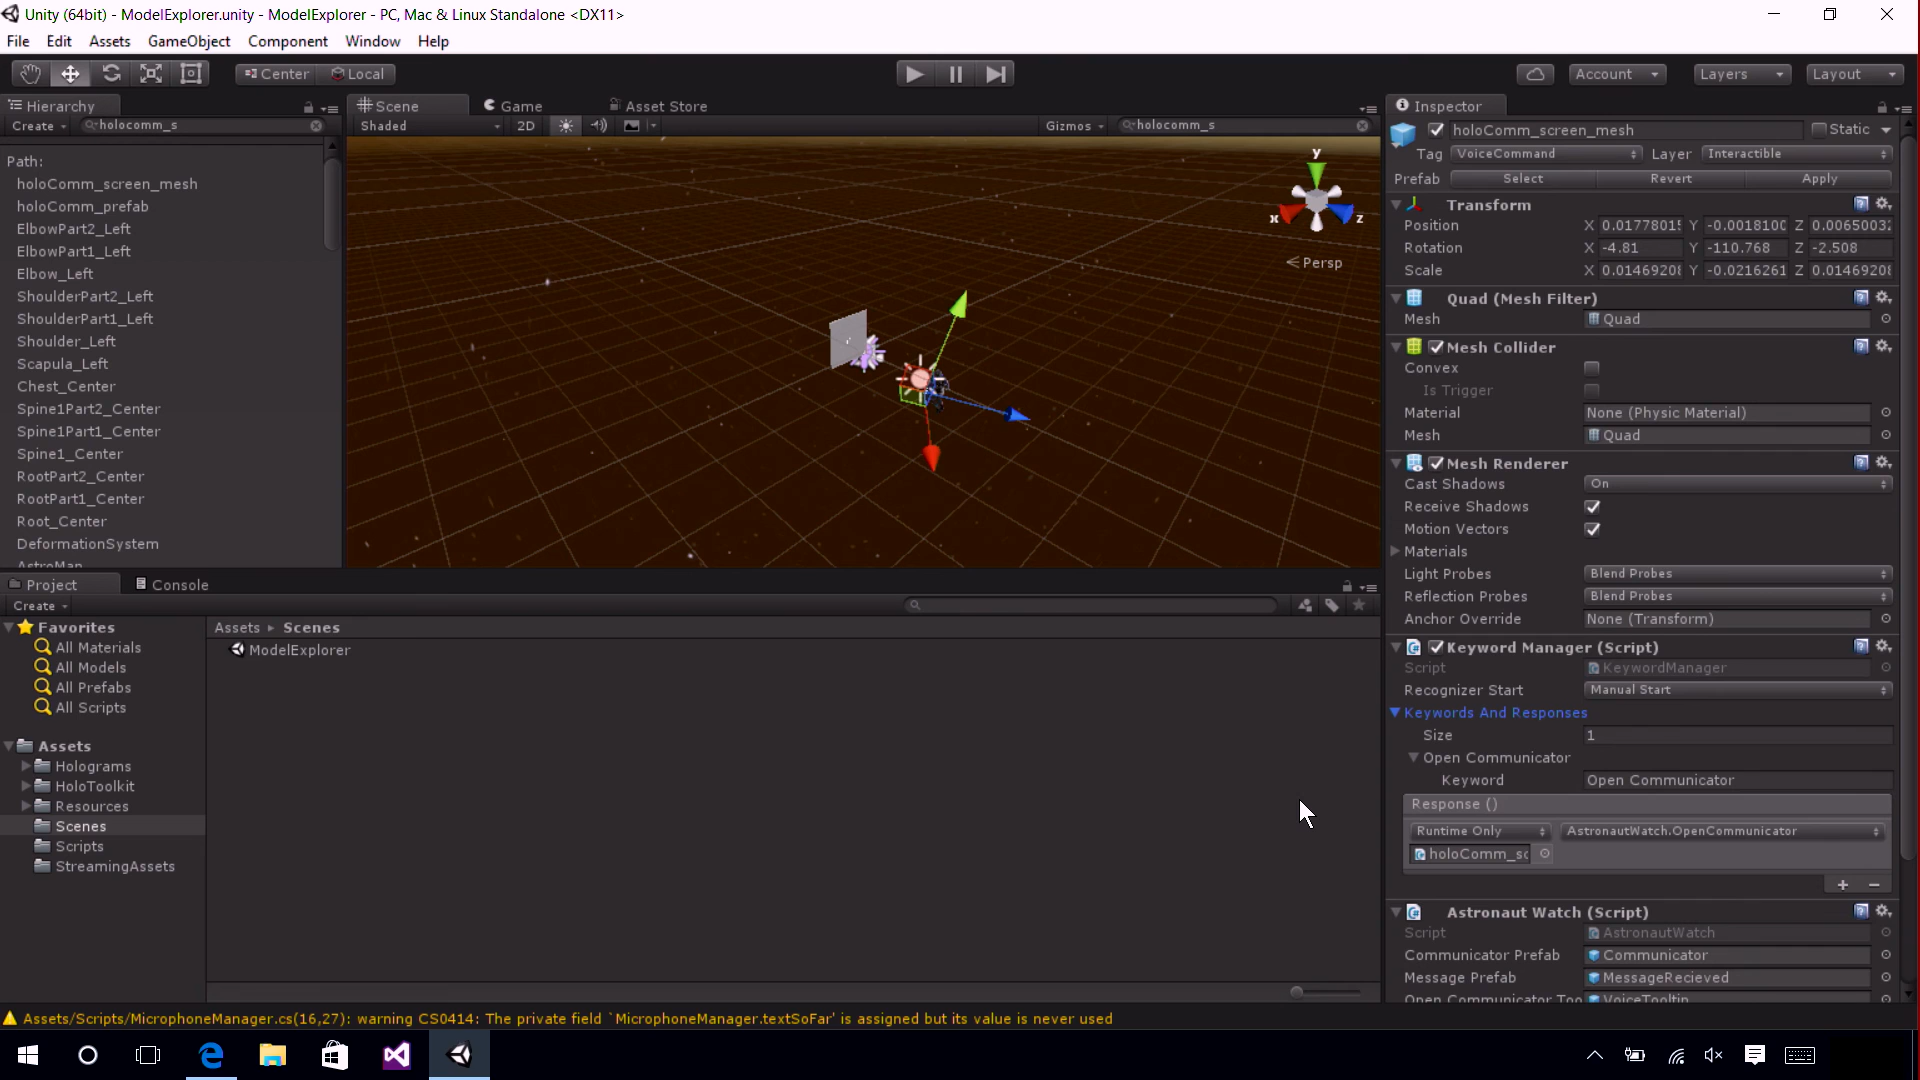 Unity (64bit) - ModelExplorer.unity - ModelExplorer - PC, Mac & Linux Standalone <DX11>
File Edit Assets GameObject Component Window Help
Center Local Account Layers Layout
Hierarchy
Create holocomm_s
Path:
holoComm_screen_mesh
holoComm_prefab
ElbowPart2_Left
ElbowPart1_Left
Elbow_Left
ShoulderPart2_Left
ShoulderPart1_Left
Shoulder_Left
Scapula_Left
Chest_Center
Spine1Part2_Center
Spine1Part1_Center
Spine1_Center
RootPart2_Center
RootPart1_Center
Root_Center
DeformationSystem
AstroMan
Scene Game Asset Store
Shaded 2D Gizmos holocomm_s
y
x z
Persp
Project Console
Create
Favorites
All Materials
All Models
All Prefabs
All Scripts
Assets
Holograms
HoloToolkit
Resources
Scenes
Scripts
StreamingAssets
Assets ▸ Scenes
ModelExplorer
Inspector
holoComm_screen_mesh Static
Tag VoiceCommand Layer Interactible
Prefab Select Revert Apply
Transform
Position X 0.0177801 Y -0.001810 Z 0.0065003
Rotation X -4.81 Y -110.768 Z -2.508
Scale X 0.0146920 Y -0.0216261 Z 0.0146920
Quad (Mesh Filter)
Mesh Quad
Mesh Collider
Convex
Is Trigger
Material None (Physic Material)
Mesh Quad
Mesh Renderer
Cast Shadows On
Receive Shadows
Motion Vectors
Materials
Light Probes Blend Probes
Reflection Probes Blend Probes
Anchor Override None (Transform)
Keyword Manager (Script)
Script KeywordManager
Recognizer Start Manual Start
Keywords And Responses
Size 1
Open Communicator
Keyword Open Communicator
Response ()
Runtime Only AstronautWatch.OpenCommunicator
holoComm_sc
+ −
Astronaut Watch (Script)
Script AstronautWatch
Communicator Prefab Communicator
Message Prefab MessageRecieved
Open Communicator Too VoiceTooltip
Assets/Scripts/MicrophoneManager.cs(16,27): warning CS0414: The private field `MicrophoneManager.textSoFar' is assigned but its value is never used